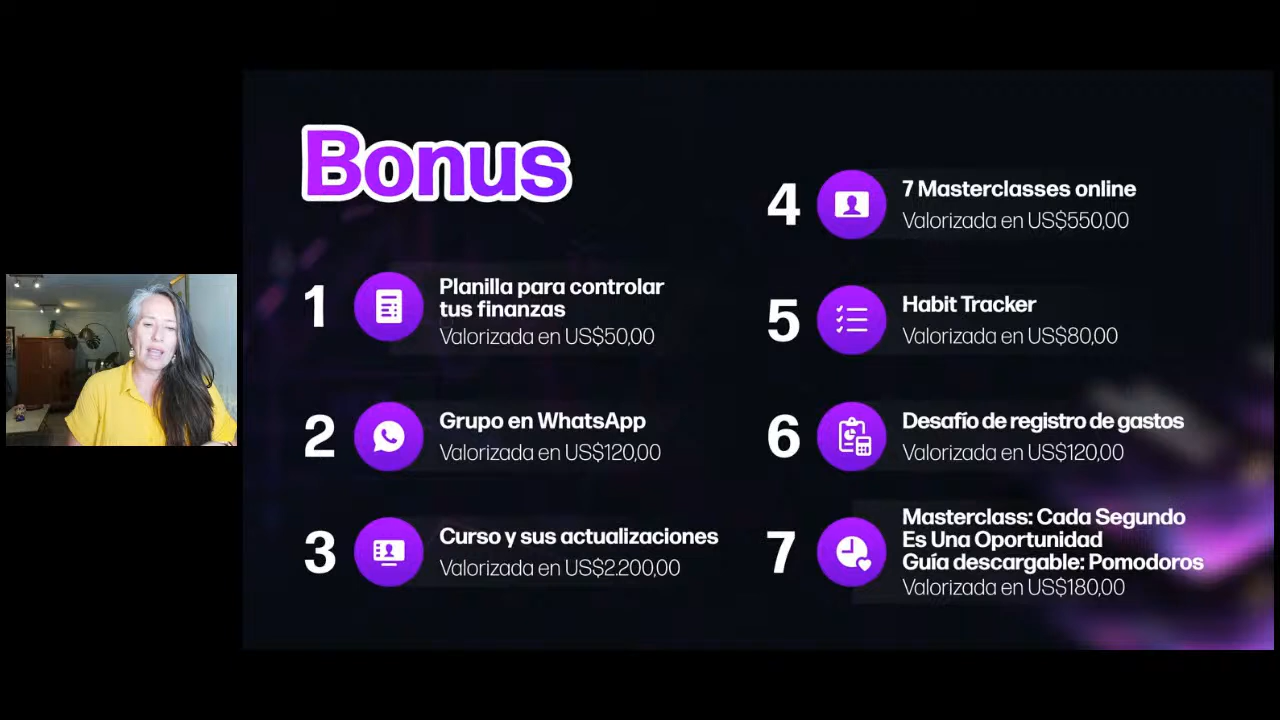 Bonus
1
Planilla para controlar
tus finanzas
Valorizada en US$50,00
2
Grupo en WhatsApp
Valorizada en US$120,00
3
Curso y sus actualizaciones
Valorizada en US$2.200,00
4
7 Masterclasses online
Valorizada en US$550,00
5
Habit Tracker
Valorizada en US$80,00
6
Desafío de registro de gastos
Valorizada en US$120,00
7
Masterclass: Cada Segundo
Es Una Oportunidad
Guía descargable: Pomodoros
Valorizada en US$180,00